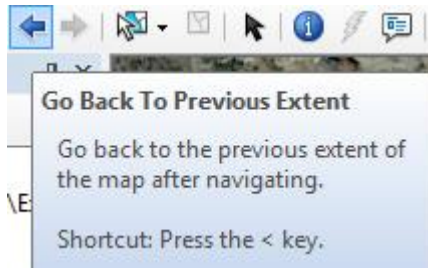 Go Back To Previous Extent
Go back to the previous extent of
the map after navigating.
\E
Shortcut: Press the < key.